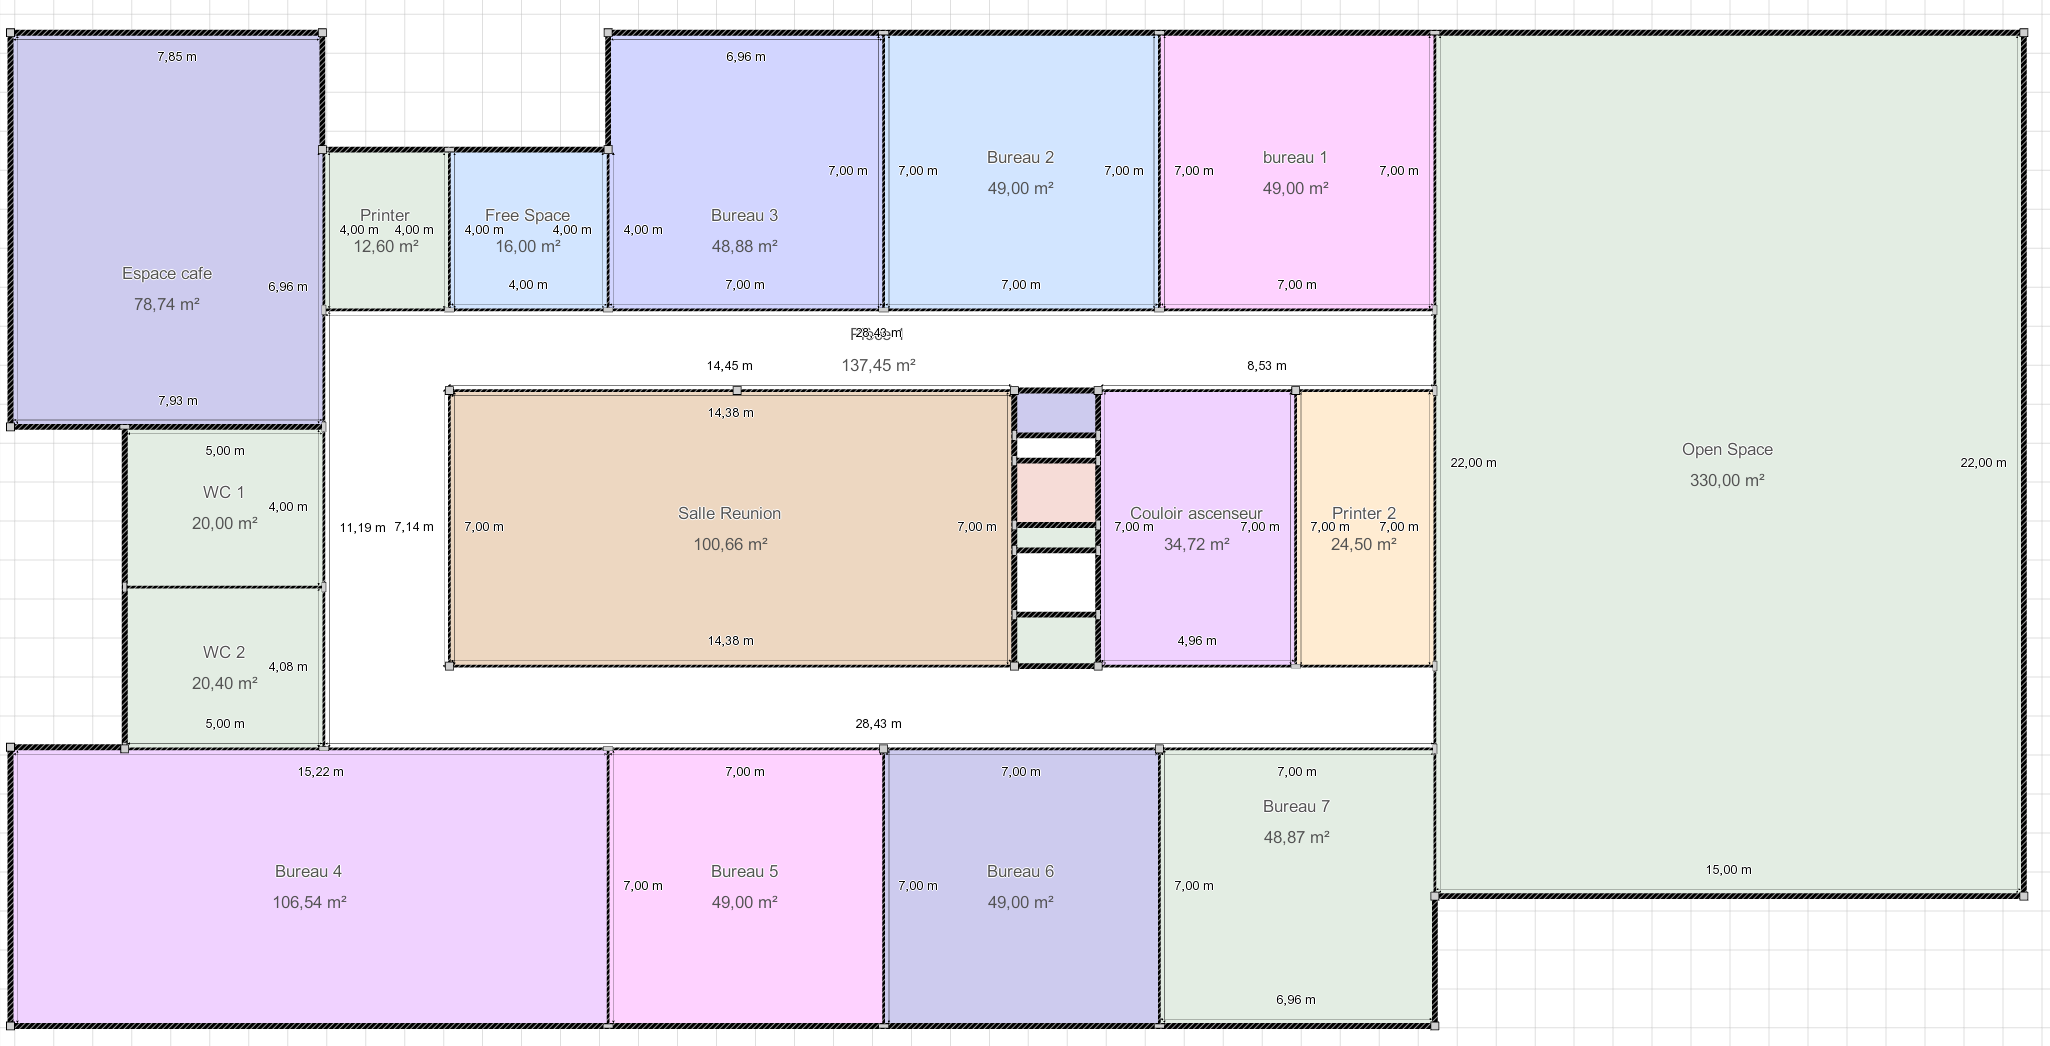 7,85 m
Espace cafe
78,74 m²
6,96 m
7,93 m
Printer
4,00 m
4,00 m
12,60 m²
Free Space
4,00 m
4,00 m
16,00 m²
4,00 m
6,96 m
7,00 m
Bureau 3
4,00 m
48,88 m²
7,00 m
Bureau 2
7,00 m
7,00 m
49,00 m²
7,00 m
bureau 1
7,00 m
7,00 m
49,00 m²
7,00 m
28,43 m
137,45 m²
14,45 m
8,53 m
Open Space
22,00 m
22,00 m
330,00 m²
15,00 m
5,00 m
WC 1
4,00 m
20,00 m²
WC 2
4,08 m
20,40 m²
5,00 m
11,19 m
7,14 m
14,38 m
Salle Reunion
7,00 m
7,00 m
100,66 m²
14,38 m
Couloir ascenseur
7,00 m
7,00 m
34,72 m²
4,96 m
Printer 2
7,00 m
7,00 m
24,50 m²
28,43 m
15,22 m
Bureau 4
106,54 m²
7,00 m
Bureau 5
7,00 m
49,00 m²
7,00 m
Bureau 6
7,00 m
49,00 m²
7,00 m
Bureau 7
48,87 m²
7,00 m
6,96 m